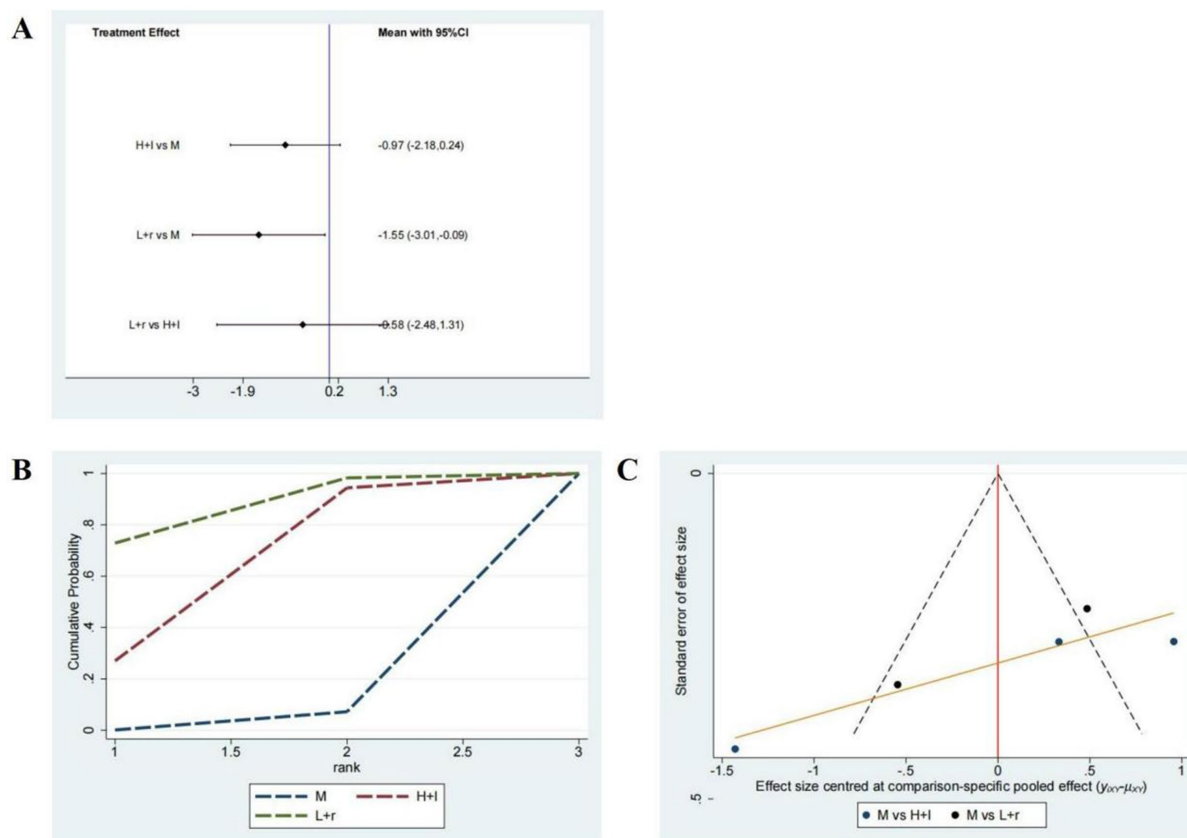 A
Treatment Effect Mean with 95%CI
H+I vs M -0.97 (-2.18,0.24)
L+r vs M -1.55 (-3.01,-0.09)
L+r vs H+I -0.58 (-2.48,1.31)
-3 -1.9 0.2 1.3
B
Cumulative Probability
1
.8
.6
.4
.2
0
1 1.5 2 2.5 3
rank
M H+I
L+r
C
Standard error of effect size
0
.5
-1.5 -1 -.5 0 .5 1
Effect size centred at comparison-specific pooled effect (yiXY-μXY)
M vs H+I M vs L+r